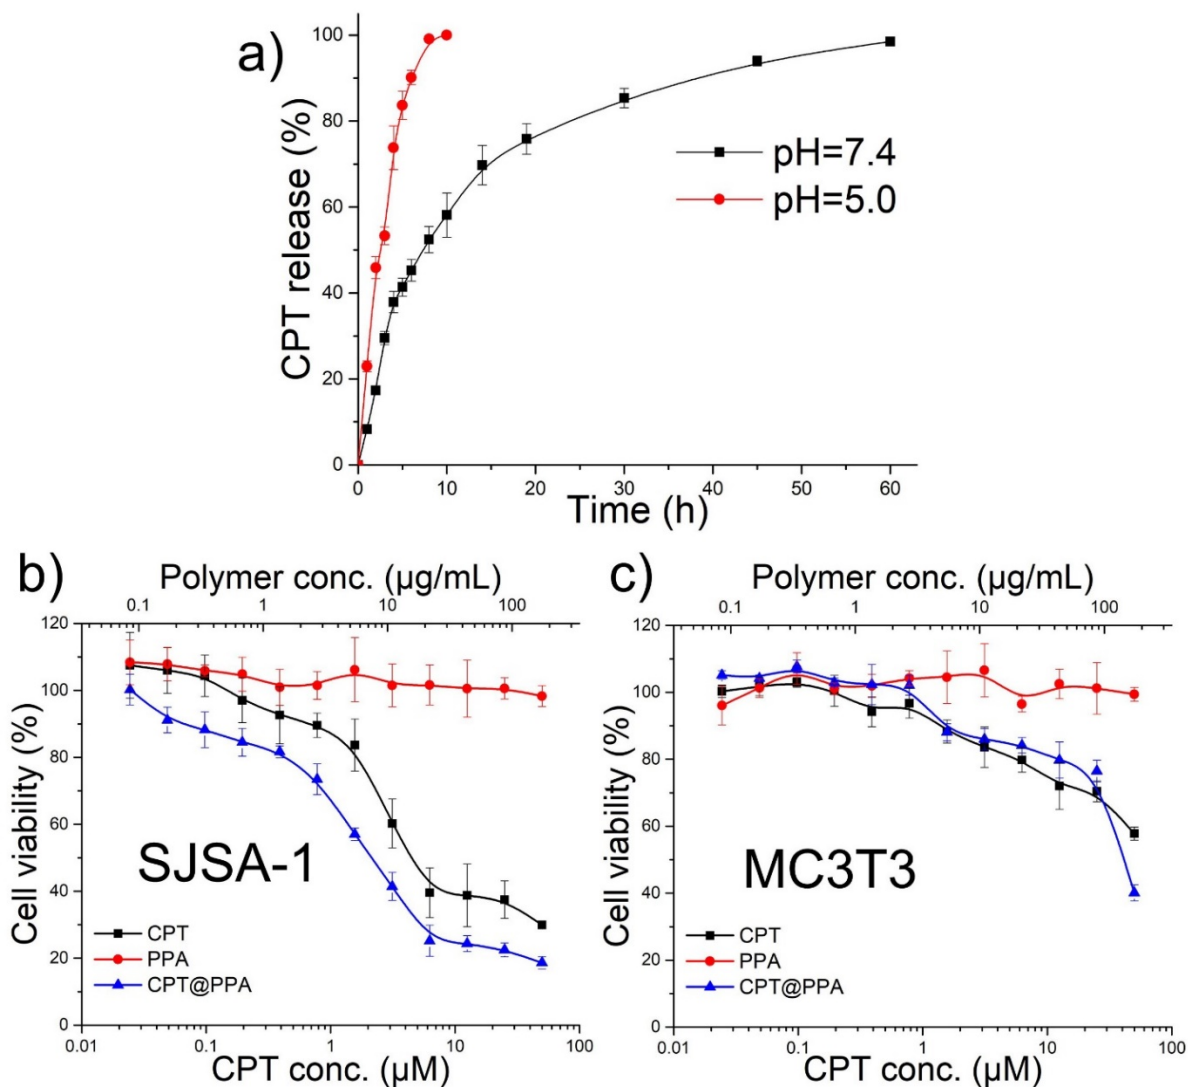 a)
CPT release (%)
100
80
60
40
20
0
pH=7.4
pH=5.0
0 10 20 30 40 50 60
Time (h)
b)
Polymer conc. (μg/mL)
0.1 1 10 100
Cell viability (%)
120
100
80
60
40
20
0
SJSA-1
CPT
PPA
CPT@PPA
0.01 0.1 1 10 100
CPT conc. (μM)
c)
Polymer conc. (μg/mL)
0.1 1 10 100
Cell viability (%)
120
100
80
60
40
20
0
MC3T3
CPT
PPA
CPT@PPA
0.01 0.1 1 10 100
CPT conc. (μM)